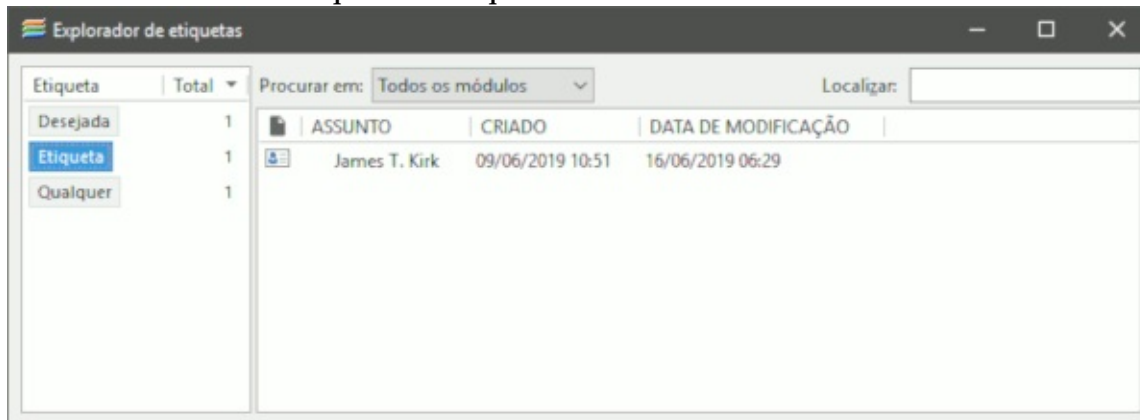 Explorador de etiquetas
Etiqueta Total Procurar em: Todos os módulos Localizar:
Desejada 1 ASSUNTO CRIADO DATA DE MODIFICAÇÃO
Etiqueta 1 James T. Kirk 09/06/2019 10:51 16/06/2019 06:29
Qualquer 1